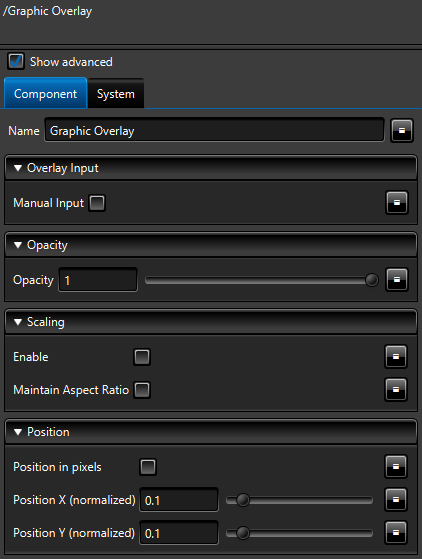 /Graphic Overlay
Show advanced
Component System
Name Graphic Overlay
Overlay Input
Manual Input
Opacity
Opacity 1
Scaling
Enable
Maintain Aspect Ratio
Position
Position in pixels
Position X (normalized) 0.1
Position Y (normalized) 0.1